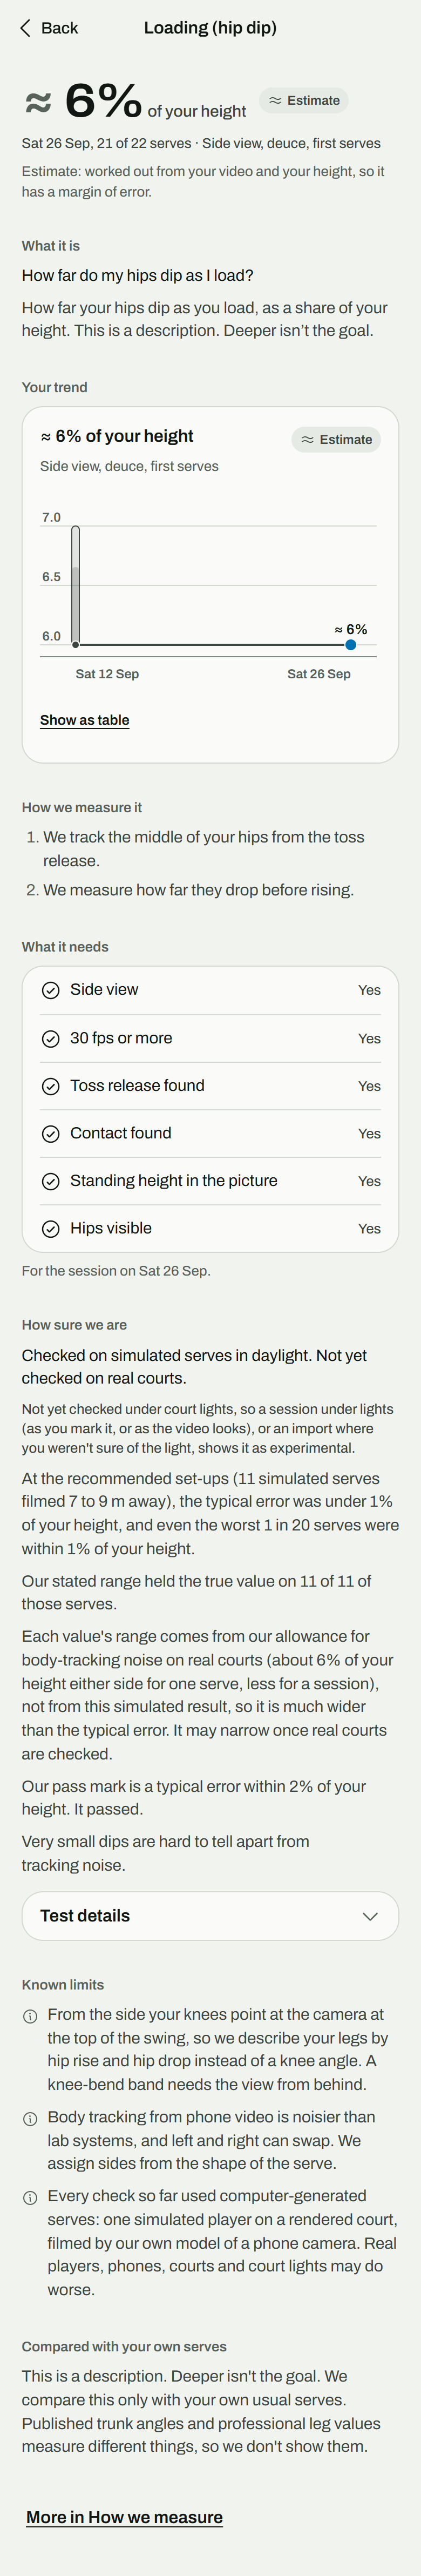 Back
Loading (hip dip)
≈ 6% of your height
≈ Estimate
Sat 26 Sep, 21 of 22 serves · Side view, deuce, first serves
Estimate: worked out from your video and your height, so it
has a margin of error.
What it is
How far do my hips dip as I load?
How far your hips dip as you load, as a share of your
height. This is a description. Deeper isn’t the goal.
Your trend
≈ 6% of your height
≈ Estimate
Side view, deuce, first serves
7.0
6.5
6.0
≈ 6%
Sat 12 Sep
Sat 26 Sep
Show as table
How we measure it
1. We track the middle of your hips from the toss
release.
2. We measure how far they drop before rising.
What it needs
Side view Yes
30 fps or more Yes
Toss release found Yes
Contact found Yes
Standing height in the picture Yes
Hips visible Yes
For the session on Sat 26 Sep.
How sure we are
Checked on simulated serves in daylight. Not yet
checked on real courts.
Not yet checked under court lights, so a session under lights
(as you mark it, or as the video looks), or an import where
you weren't sure of the light, shows it as experimental.
At the recommended set-ups (11 simulated serves
filmed 7 to 9 m away), the typical error was under 1%
of your height, and even the worst 1 in 20 serves were
within 1% of your height.
Our stated range held the true value on 11 of 11 of
those serves.
Each value's range comes from our allowance for
body-tracking noise on real courts (about 6% of your
height either side for one serve, less for a session),
not from this simulated result, so it is much wider
than the typical error. It may narrow once real courts
are checked.
Our pass mark is a typical error within 2% of your
height. It passed.
Very small dips are hard to tell apart from
tracking noise.
Test details
Known limits
From the side your knees point at the camera at
the top of the swing, so we describe your legs by
hip rise and hip drop instead of a knee angle. A
knee-bend band needs the view from behind.
Body tracking from phone video is noisier than
lab systems, and left and right can swap. We
assign sides from the shape of the serve.
Every check so far used computer-generated
serves: one simulated player on a rendered court,
filmed by our own model of a phone camera. Real
players, phones, courts and court lights may do
worse.
Compared with your own serves
This is a description. Deeper isn't the goal. We
compare this only with your own usual serves.
Published trunk angles and professional leg values
measure different things, so we don't show them.
More in How we measure